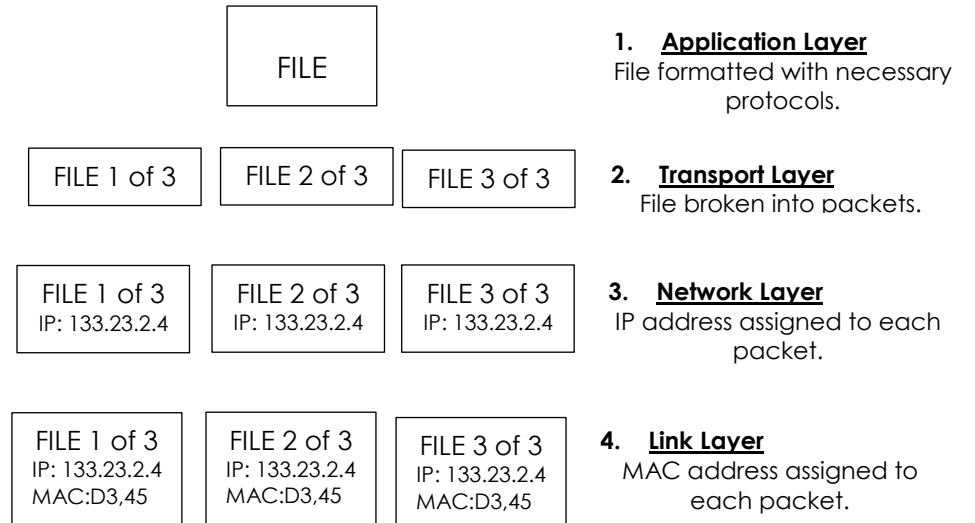 FILE
1. Application Layer
File formatted with necessary
protocols.
FILE 1 of 3
FILE 2 of 3
FILE 3 of 3
2. Transport Layer
File broken into packets.
FILE 1 of 3
IP: 133.23.2.4
FILE 2 of 3
IP: 133.23.2.4
FILE 3 of 3
IP: 133.23.2.4
3. Network Layer
IP address assigned to each
packet.
FILE 1 of 3
IP: 133.23.2.4
MAC:D3,45
FILE 2 of 3
IP: 133.23.2.4
MAC:D3,45
FILE 3 of 3
IP: 133.23.2.4
MAC:D3,45
4. Link Layer
MAC address assigned to
each packet.